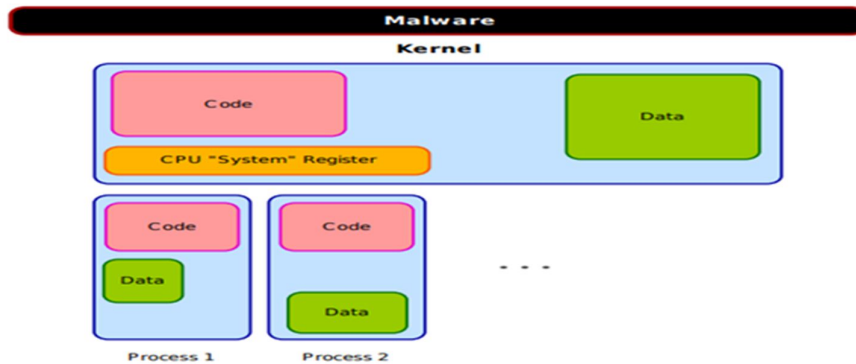 Malware
Kernel
Code
Data
CPU "System" Register
Code
Code
Data
Data
. . .
Process 1
Process 2